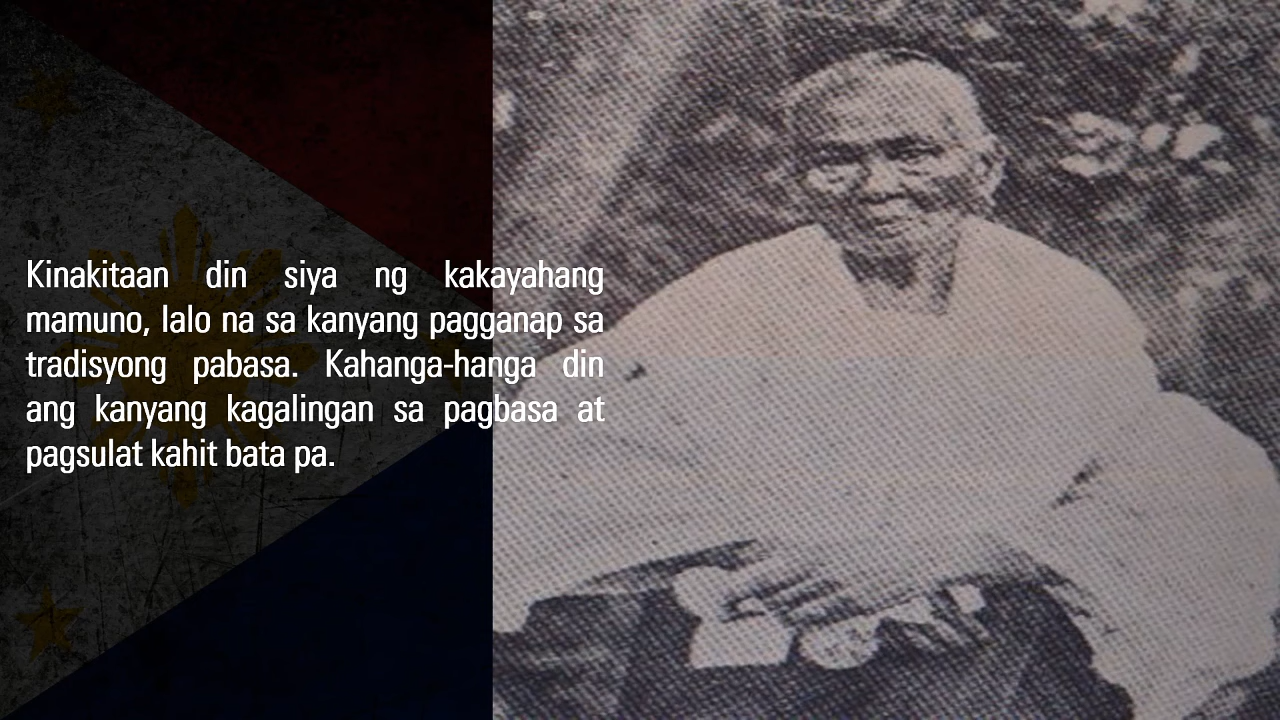 Kinakitaan din siya ng kakayahang
mamuno, lalo na sa kanyang pagganap sa
tradisyong pabasa. Kahanga-hanga din
ang kanyang kagalingan sa pagbasa at
pagsulat kahit bata pa.